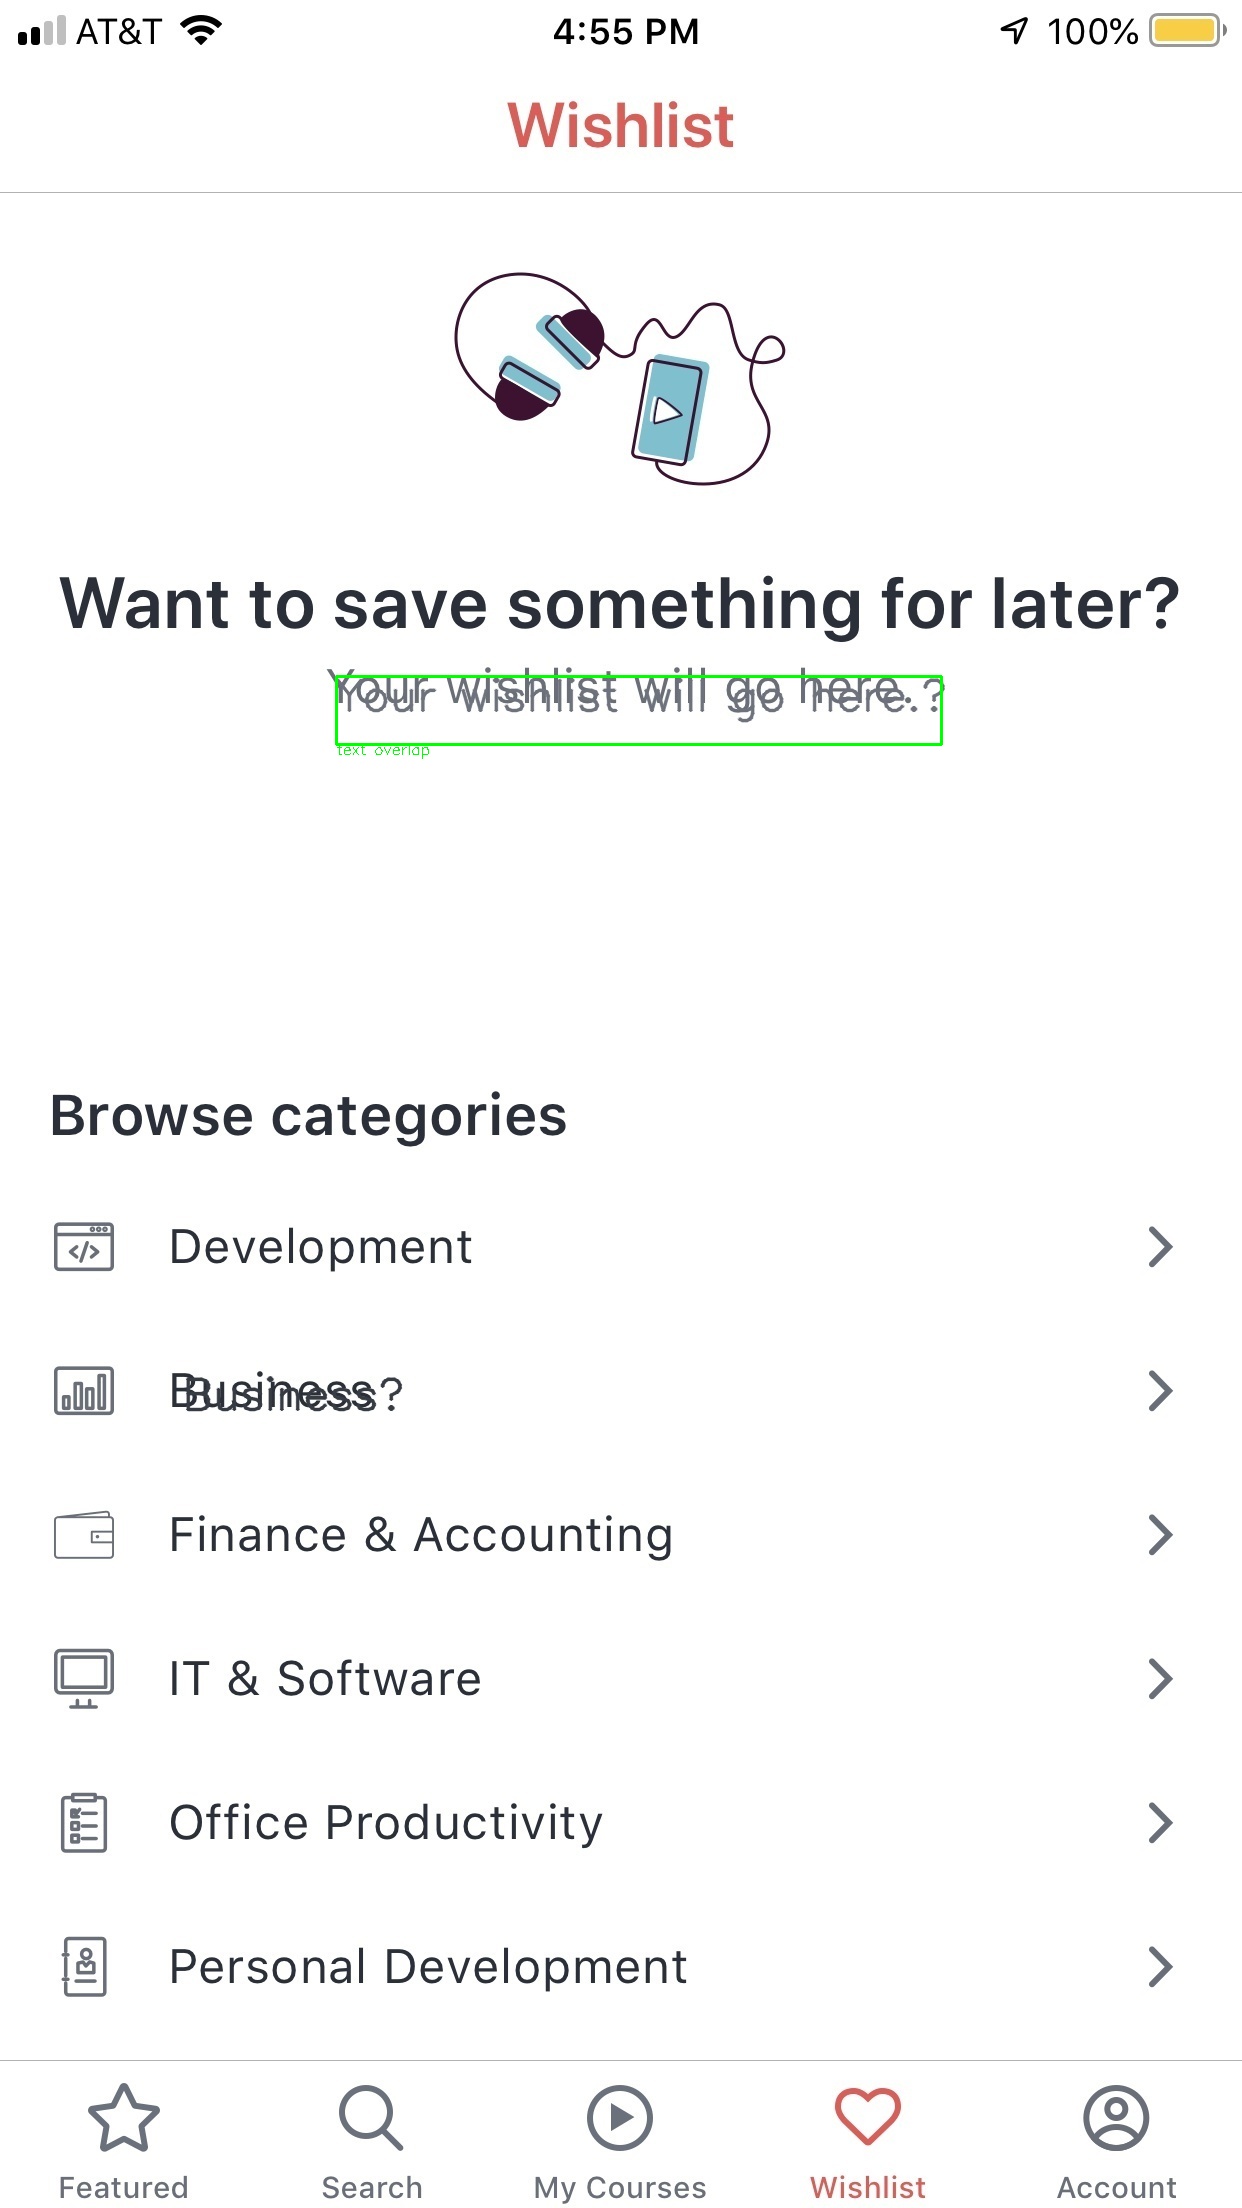 AT&T 4:55 PM 100%
Wishlist
Want to save something for later?
Your wishlist will go here.
Your wishlist will go here.?
text overlap
Browse categories
Development
Business
Business?
Finance & Accounting
IT & Software
Office Productivity
Personal Development
Featured Search My Courses Wishlist Account